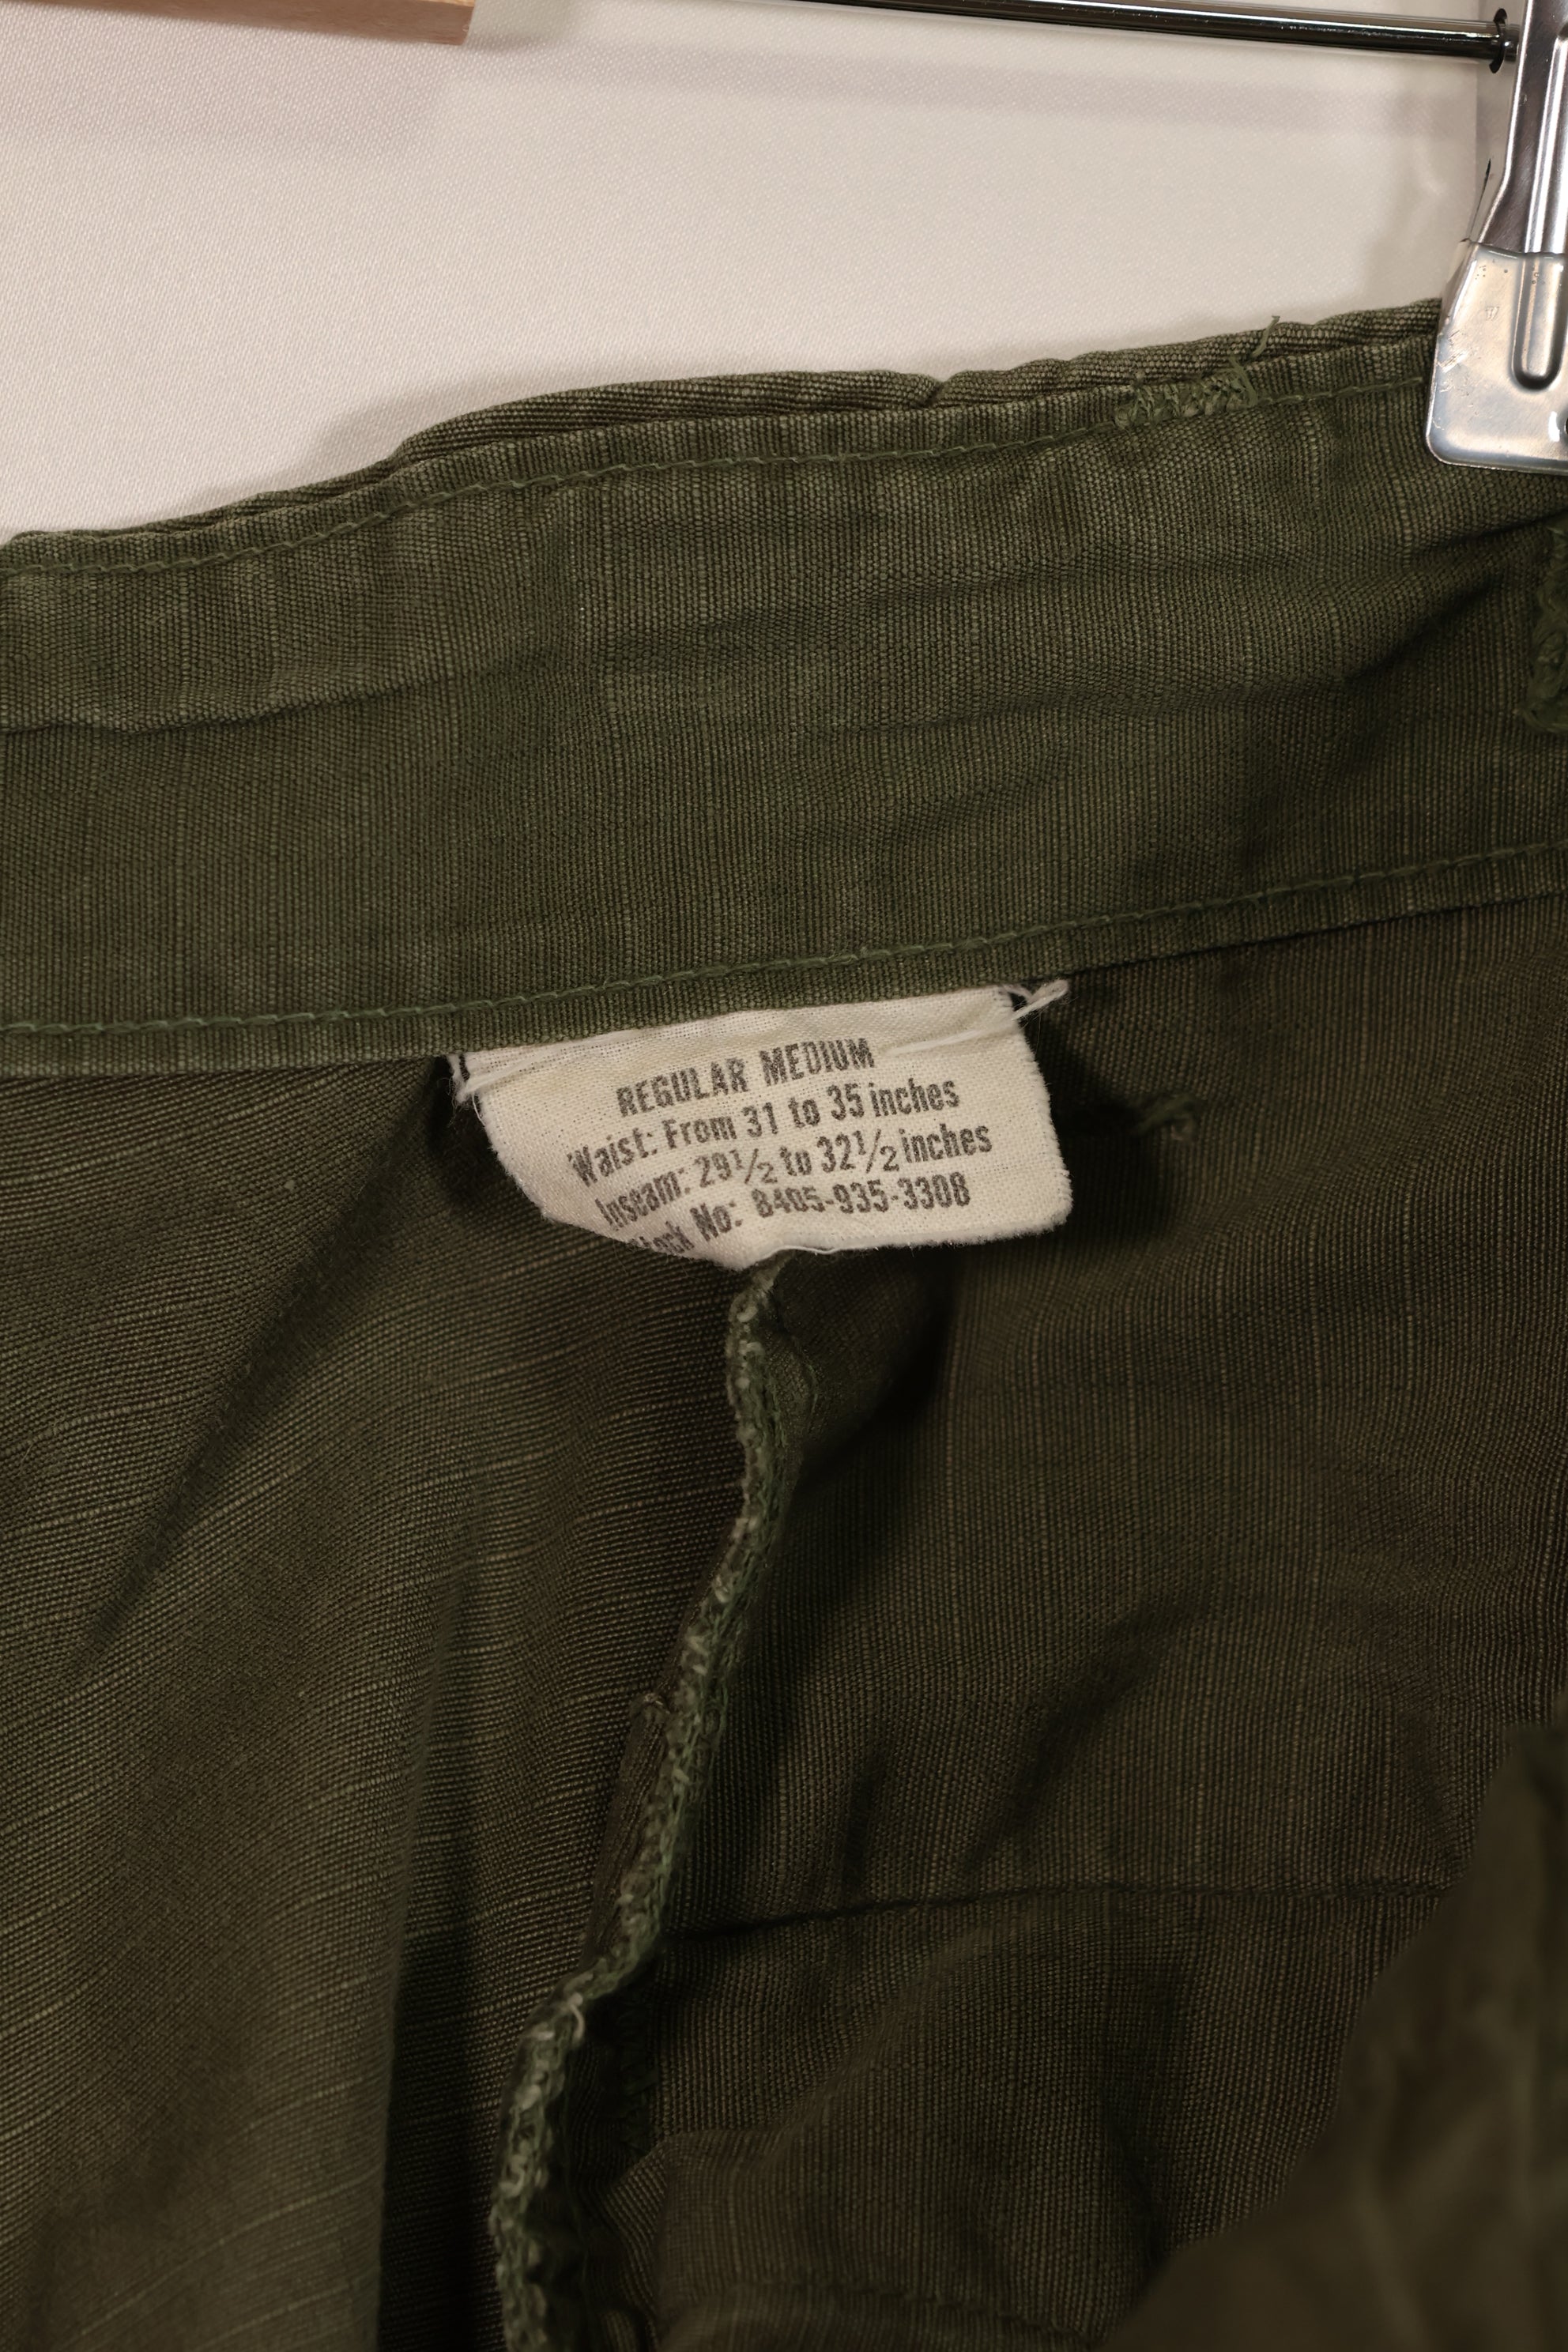 REGULAR MEDIUM
Waist: From 31 to 35 inches
Inseam: 29½ to 32½ inches
Stock No: 8405-935-3308